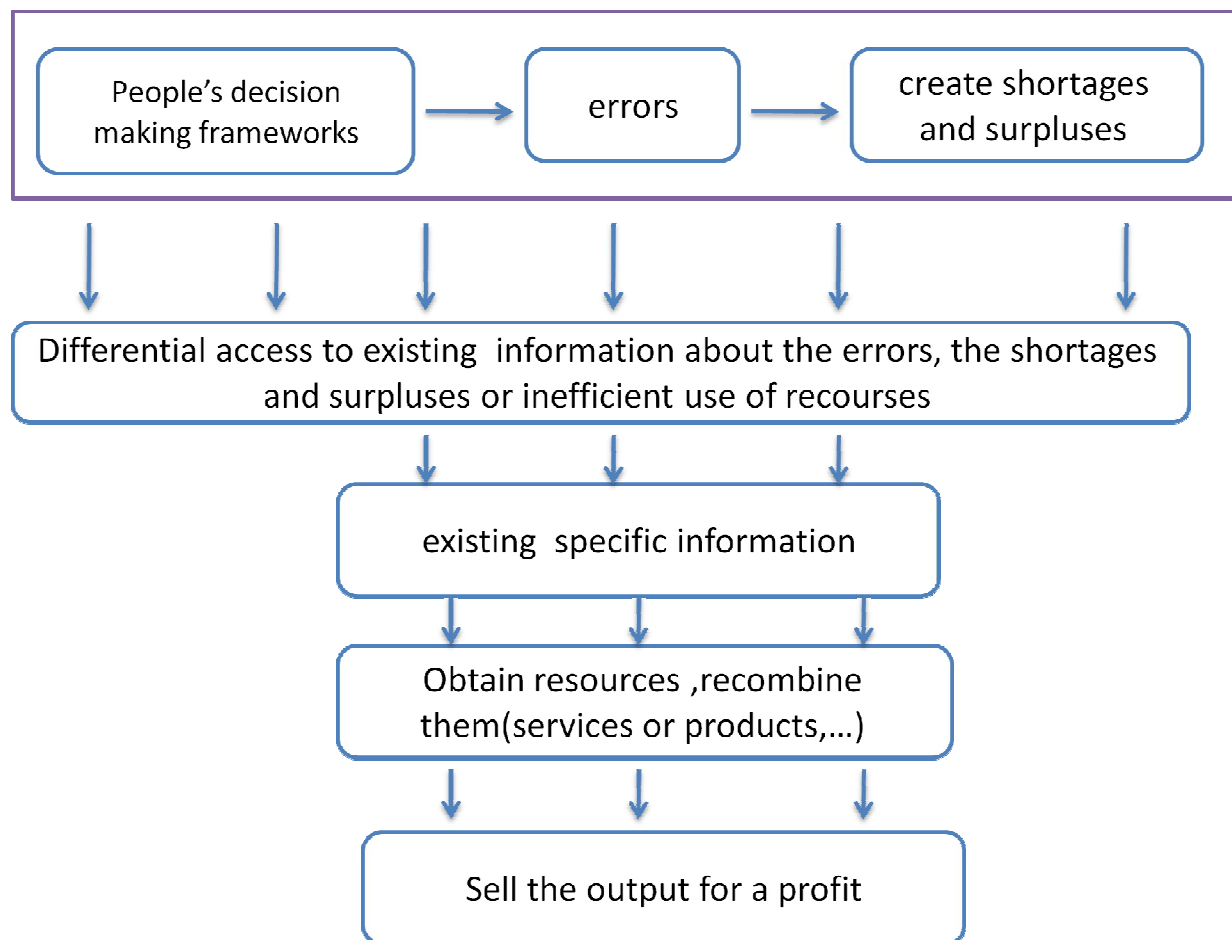 People's decision
making frameworks
errors
create shortages
and surpluses
Differential access to existing  information about the errors, the shortages
and surpluses or inefficient use of recourses
existing  specific information
Obtain resources ,recombine
them(services or products,...)
Sell the output for a profit